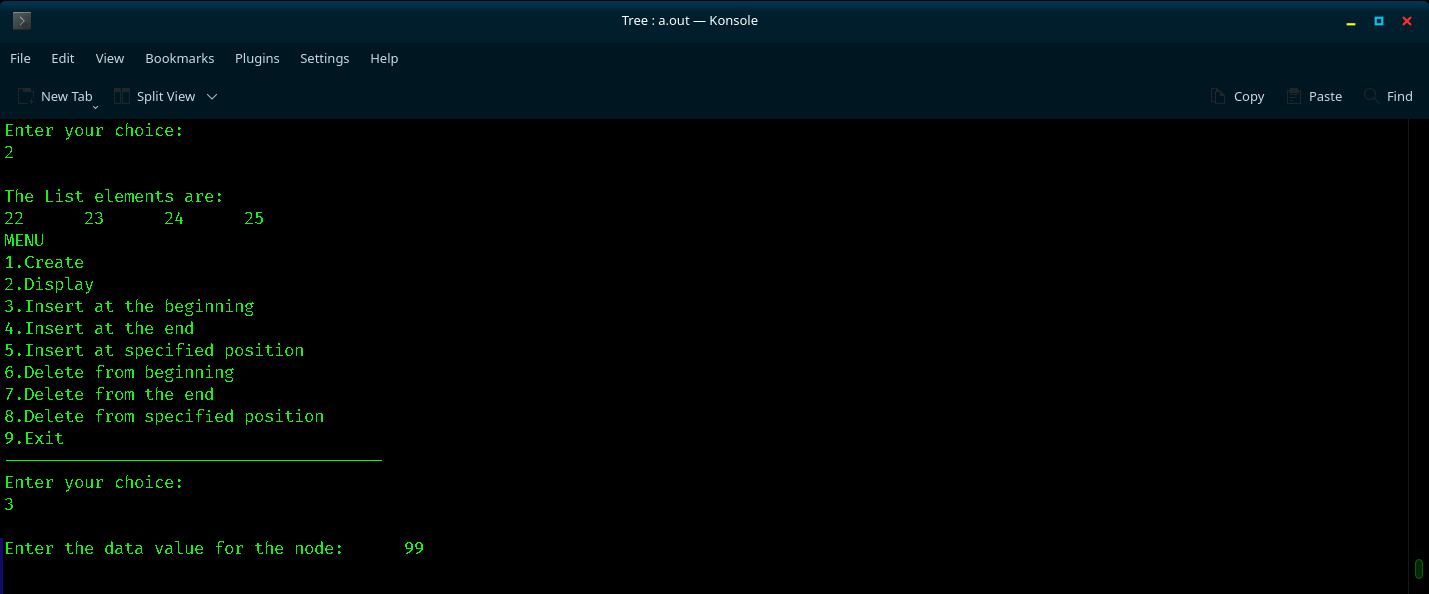 Tree : a.out — Konsole
File Edit View Bookmarks Plugins Settings Help
New Tab Split View Copy Paste Find
Enter your choice:
2
The List elements are:
22 23 24 25
MENU
1.Create
2.Display
3.Insert at the beginning
4.Insert at the end
5.Insert at specified position
6.Delete from beginning
7.Delete from the end
8.Delete from specified position
9.Exit
Enter your choice:
3
Enter the data value for the node: 99